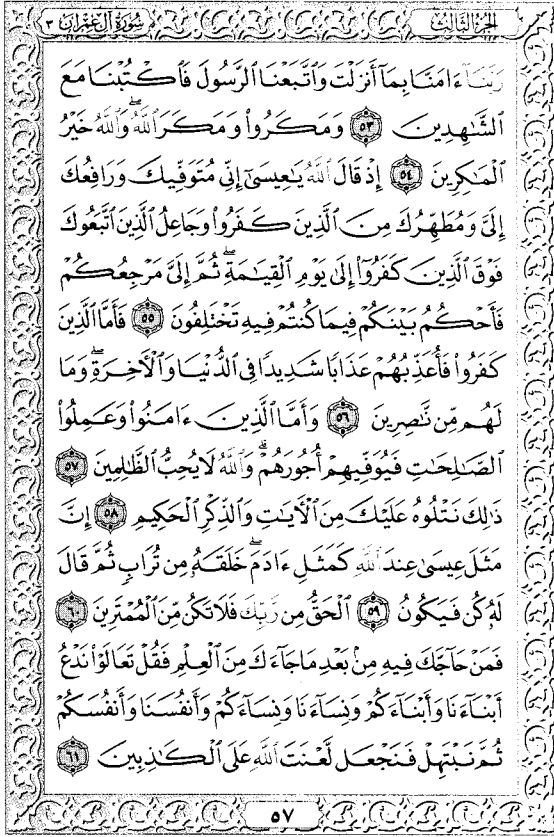 الجزء الثالث سورة آل عمران ٣
رَبَّنَآ ءَامَنَّا بِمَآ أَنزَلْتَ وَٱتَّبَعْنَا ٱلرَّسُولَ فَٱكْتُبْنَا مَعَ
ٱلشَّٰهِدِينَ ٥٣ وَمَكَرُوا۟ وَمَكَرَ ٱللَّهُ ۖ وَٱللَّهُ خَيْرُ
ٱلْمَٰكِرِينَ ٥٤ إِذْ قَالَ ٱللَّهُ يَٰعِيسَىٰٓ إِنِّى مُتَوَفِّيكَ وَرَافِعُكَ
إِلَىَّ وَمُطَهِّرُكَ مِنَ ٱلَّذِينَ كَفَرُوا۟ وَجَاعِلُ ٱلَّذِينَ ٱتَّبَعُوكَ
فَوْقَ ٱلَّذِينَ كَفَرُوٓا۟ إِلَىٰ يَوْمِ ٱلْقِيَٰمَةِ ۖ ثُمَّ إِلَىَّ مَرْجِعُكُمْ
فَأَحْكُمُ بَيْنَكُمْ فِيمَا كُنتُمْ فِيهِ تَخْتَلِفُونَ ٥٥ فَأَمَّا ٱلَّذِينَ
كَفَرُوا۟ فَأُعَذِّبُهُمْ عَذَابًا شَدِيدًا فِى ٱلدُّنْيَا وَٱلْءَاخِرَةِ ۖ وَمَا
لَهُم مِّن نَّٰصِرِينَ ٥٦ وَأَمَّا ٱلَّذِينَ ءَامَنُوا۟ وَعَمِلُوا۟
ٱلصَّٰلِحَٰتِ فَيُوَفِّيهِمْ أُجُورَهُمْ ۗ وَٱللَّهُ لَا يُحِبُّ ٱلظَّٰلِمِينَ ٥٧
ذَٰلِكَ نَتْلُوهُ عَلَيْكَ مِنَ ٱلْءَايَٰتِ وَٱلذِّكْرِ ٱلْحَكِيمِ ٥٨ إِنَّ
مَثَلَ عِيسَىٰ عِندَ ٱللَّهِ كَمَثَلِ ءَادَمَ ۖ خَلَقَهُۥ مِن تُرَابٍ ثُمَّ قَالَ
لَهُۥ كُن فَيَكُونُ ٥٩ ٱلْحَقُّ مِن رَّبِّكَ فَلَا تَكُن مِّنَ ٱلْمُمْتَرِينَ ٦٠
فَمَنْ حَآجَّكَ فِيهِ مِنۢ بَعْدِ مَا جَآءَكَ مِنَ ٱلْعِلْمِ فَقُلْ تَعَالَوْا۟ نَدْعُ
أَبْنَآءَنَا وَأَبْنَآءَكُمْ وَنِسَآءَنَا وَنِسَآءَكُمْ وَأَنفُسَنَا وَأَنفُسَكُمْ
ثُمَّ نَبْتَهِلْ فَنَجْعَل لَّعْنَتَ ٱللَّهِ عَلَى ٱلْكَٰذِبِينَ ٦١
٥٧